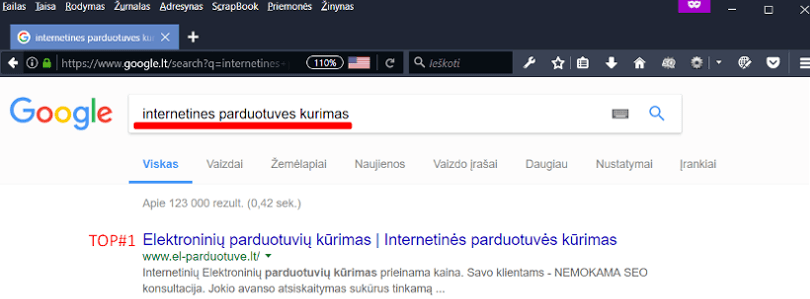 Failas Taisa Rodymas Žurnalas Adresynas ScrapBook Priemonės Žinynas
internetines parduotuves ku
https://www.google.lt/search?q=internetines+ 110% Ieškoti
Google internetines parduotuves kurimas
Viskas Vaizdai Žemėlapiai Naujienos Vaizdo įrašai Daugiau Nustatymai Įrankiai
Apie 123 000 rezult. (0,42 sek.)
TOP#1 Elektroninių parduotuvių kūrimas | Internetinės parduotuvės kūrimas
www.el-parduotuve.lt/
Internetinių Elektroninių parduotuvių kūrimas prieinama kaina. Savo klientams - NEMOKAMA SEO
konsultacija. Jokio avanso atsiskaitymas sukūrus tinkamą ...